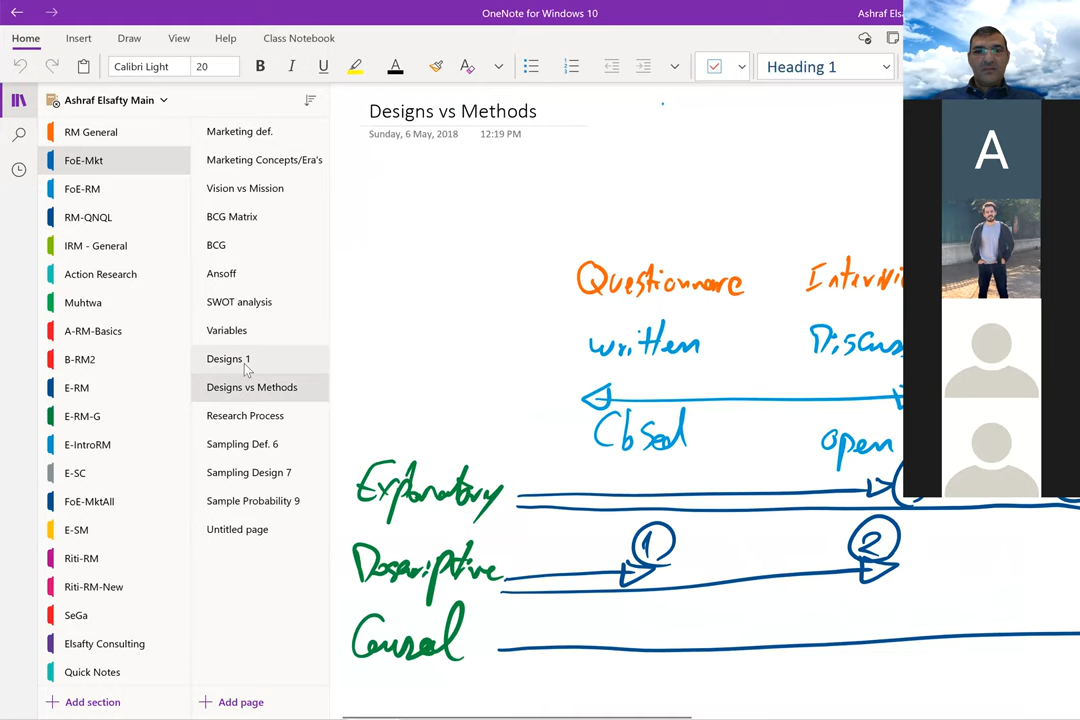 OneNote for Windows 10
Ashraf Elsa
Home Insert Draw View Help Class Notebook
Calibri Light 20 B I U A Heading 1
Ashraf Elsafty Main
RM General
FoE-Mkt
FoE-RM
RM-QNQL
IRM - General
Action Research
Muhtwa
A-RM-Basics
B-RM2
E-RM
E-RM-G
E-IntroRM
E-SC
FoE-MktAll
E-SM
Riti-RM
Riti-RM-New
SeGa
Elsafty Consulting
Quick Notes
Add section
Marketing def.
Marketing Concepts/Era's
Vision vs Mission
BCG Matrix
BCG
Ansoff
SWOT analysis
Variables
Designs 1
Designs vs Methods
Research Process
Sampling Def. 6
Sampling Design 7
Sample Probability 9
Untitled page
Add page
Designs vs Methods
Sunday, 6 May, 2018 12:19 PM
Questionnare Intervi
written Discus
Closed open
Exploratory
Descriptive 1 2
Causal
A